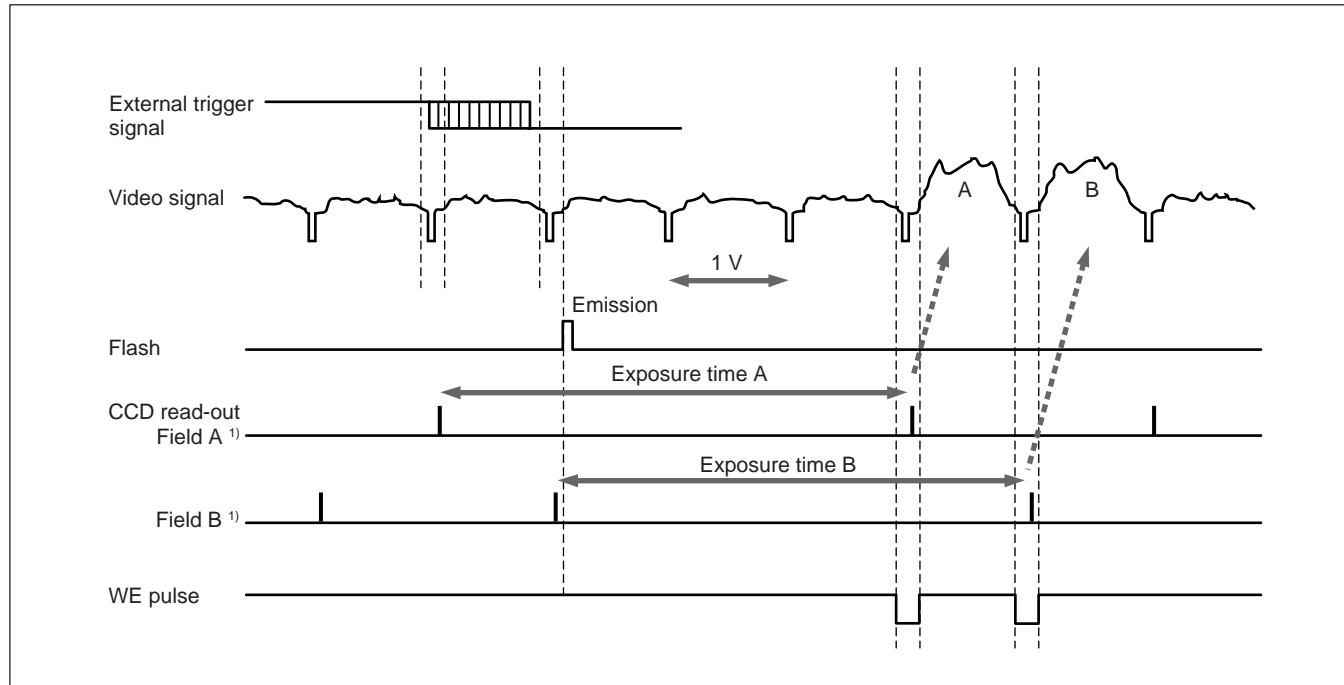 External trigger
signal
Video signal
A
B
1 V
Emission
Flash
Exposure time A
CCD read-out
Field A 1)
Exposure time B
Field B 1)
WE pulse